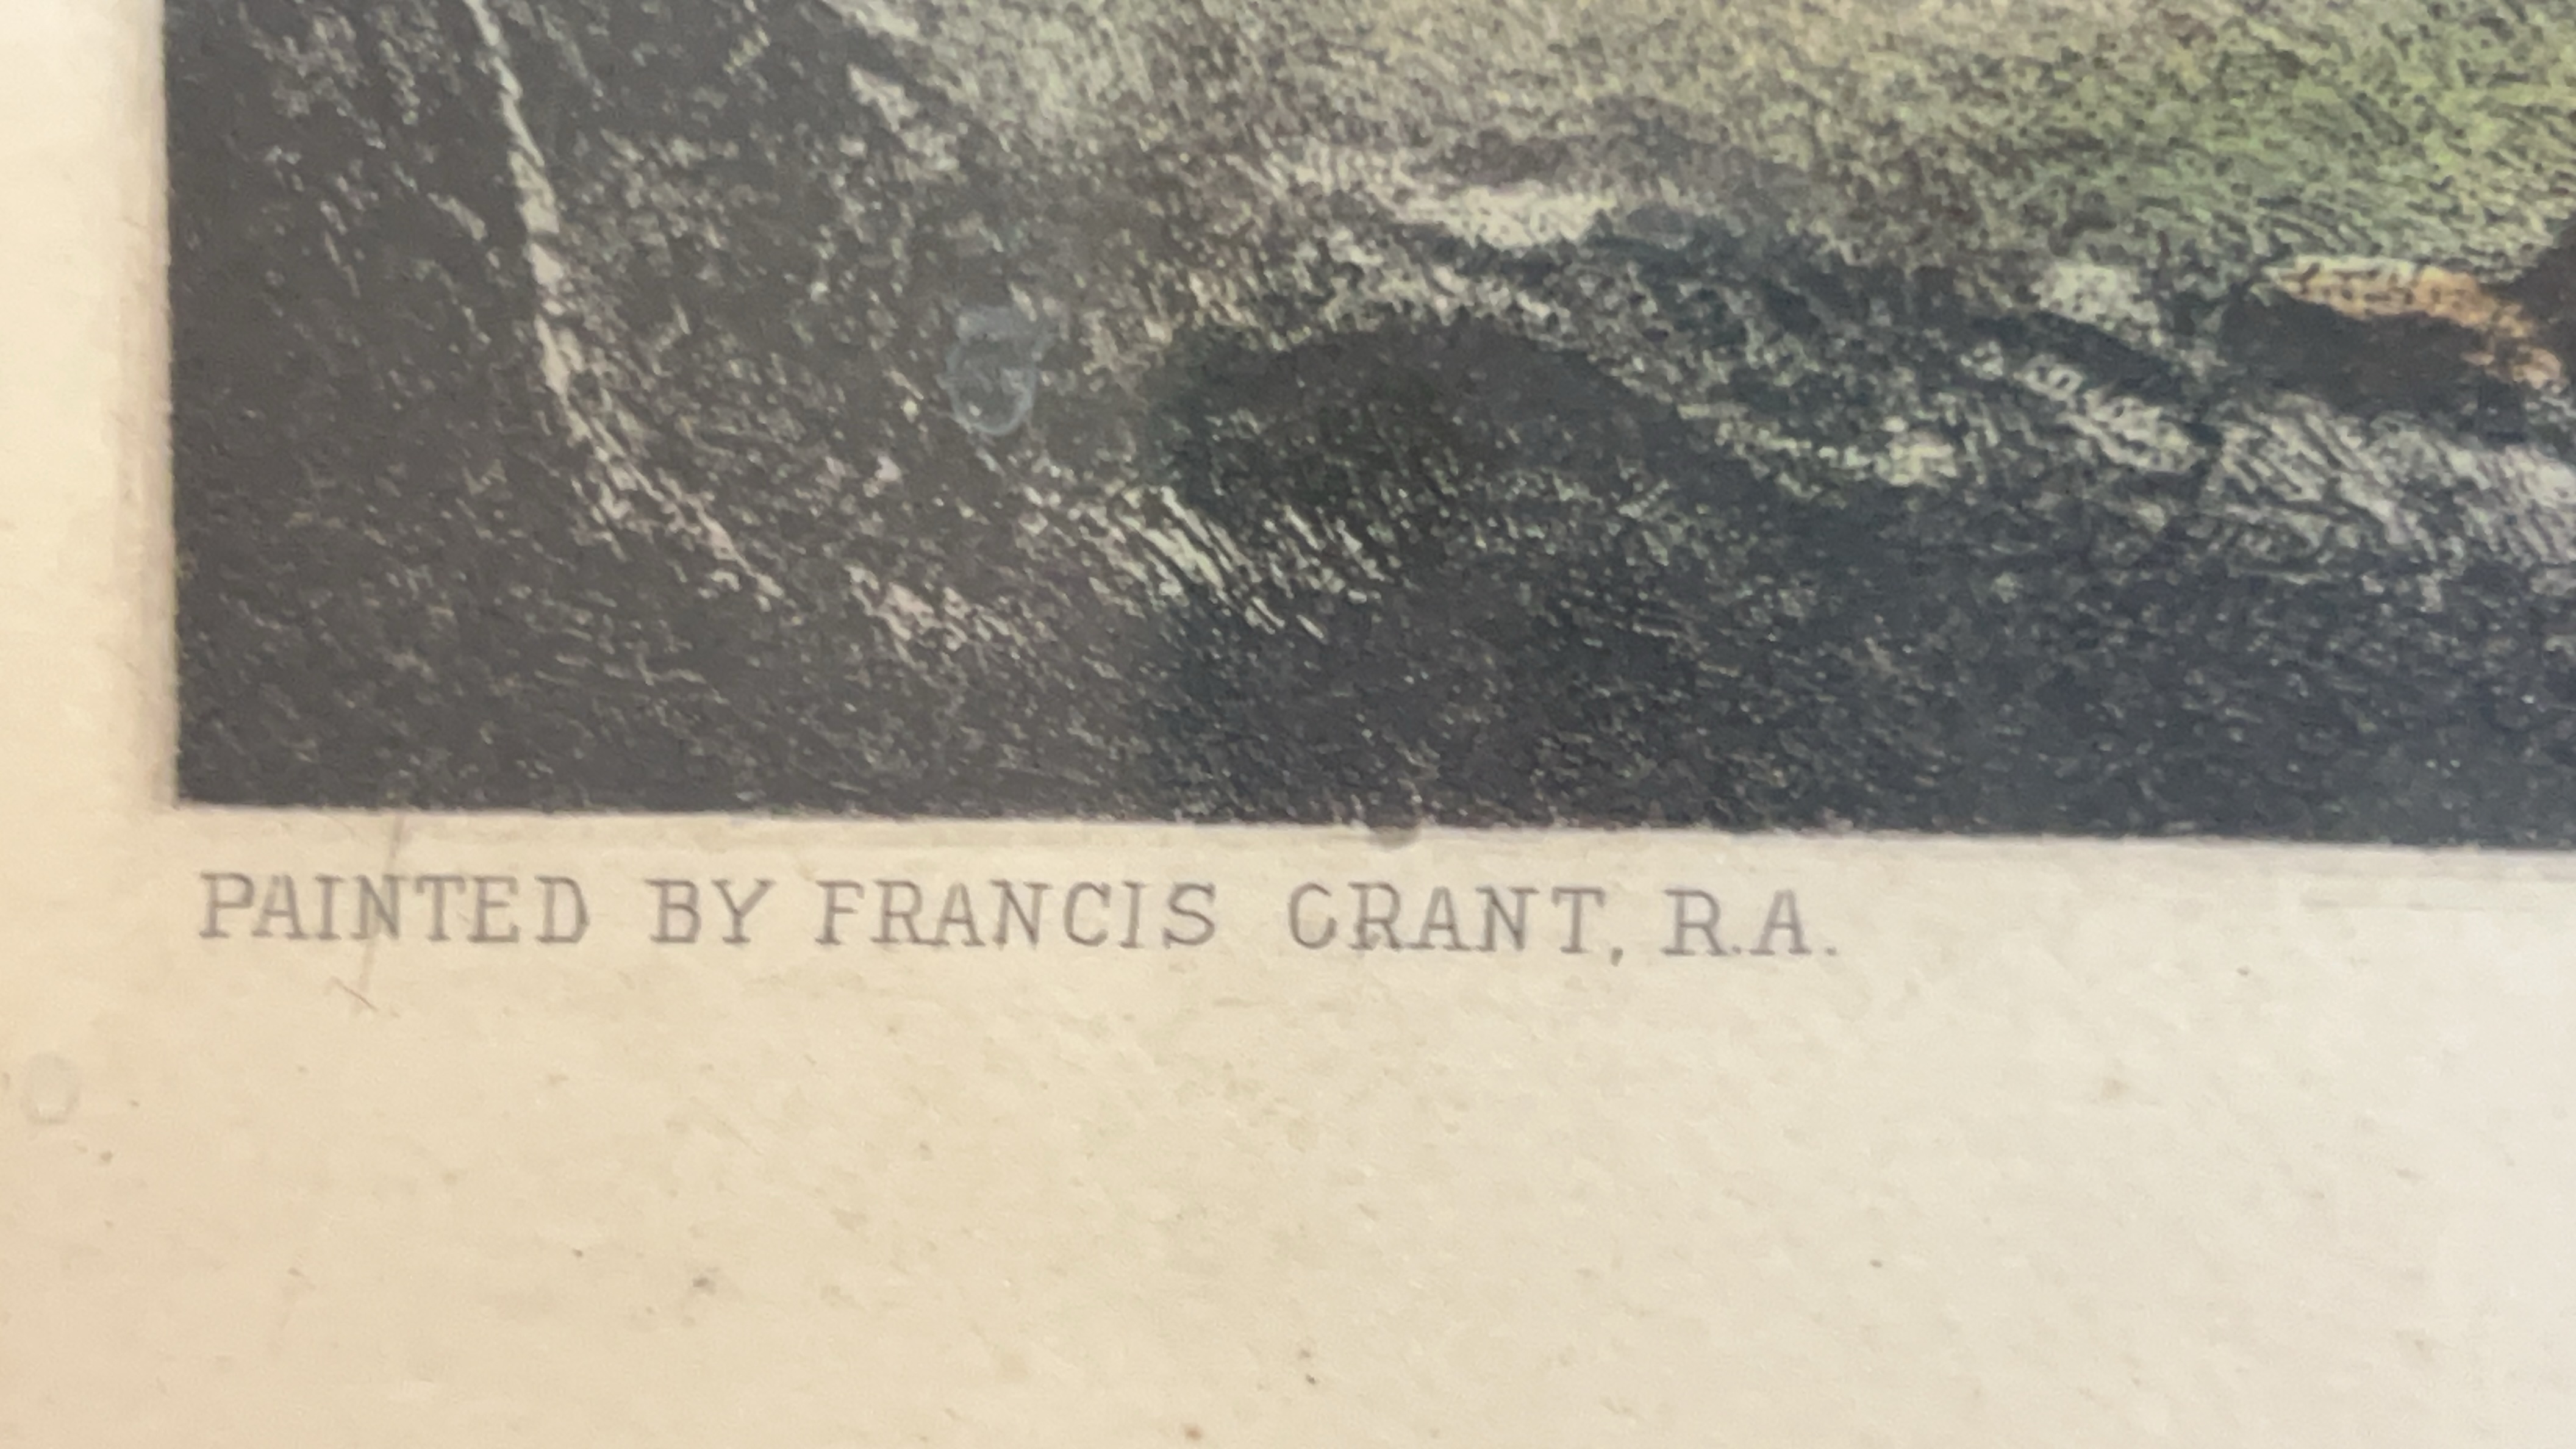 PAINTED BY FRANCIS GRANT, R.A.